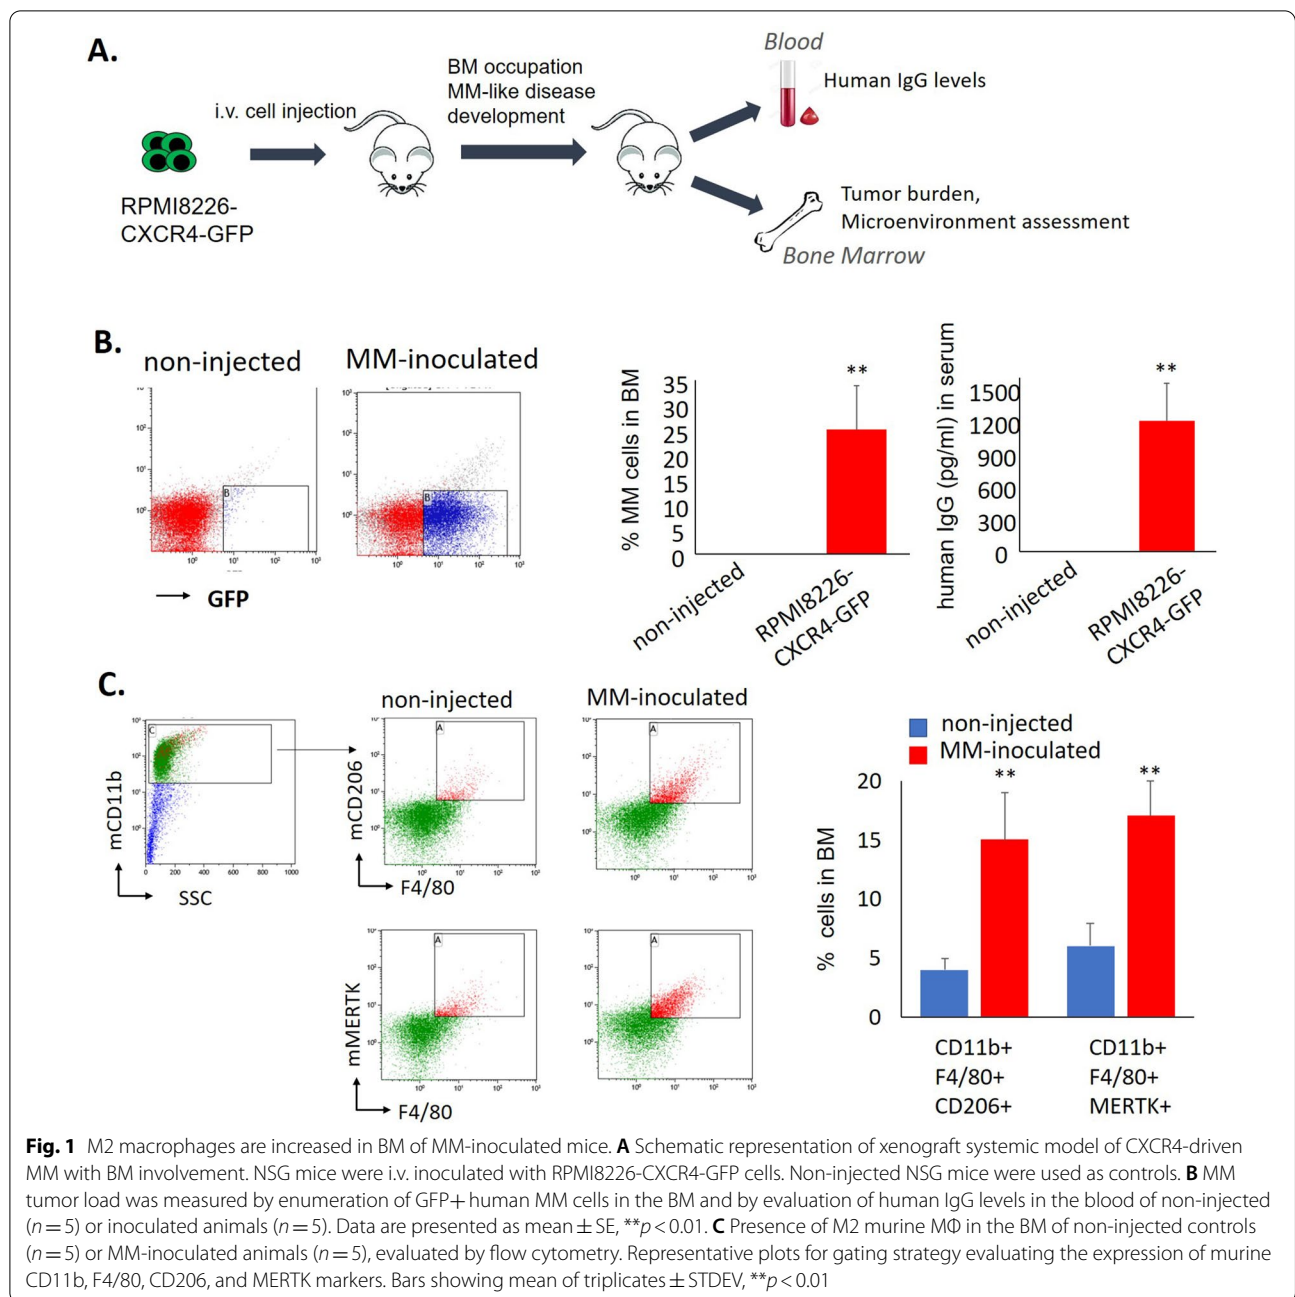 A.
i.v. cell injection
BM occupation
MM-like disease
development
Blood
Human IgG levels
RPMI8226-
CXCR4-GFP
Tumor burden,
Microenvironment assessment
Bone Marrow
B.
non-injected
MM-inoculated
B
B
GFP
% MM cells in BM
35
30
25
20
15
10
5
0
**
non-injected
RPMI8226-
CXCR4-GFP
human IgG (pg/ml) in serum
1500
1200
900
600
300
0
**
non-injected
RPMI8226-
CXCR4-GFP
C.
non-injected
MM-inoculated
C
mCD11b
0 200 400 600 800 1000
SSC
A
mCD206
F4/80
A
A
mMERTK
F4/80
A
non-injected
MM-inoculated
% cells in BM
20
15
10
5
0
**
**
CD11b+
F4/80+
CD206+
CD11b+
F4/80+
MERTK+
Fig. 1 M2 macrophages are increased in BM of MM-inoculated mice. A Schematic representation of xenograft systemic model of CXCR4-driven
MM with BM involvement. NSG mice were i.v. inoculated with RPMI8226-CXCR4-GFP cells. Non-injected NSG mice were used as controls. B MM
tumor load was measured by enumeration of GFP+ human MM cells in the BM and by evaluation of human IgG levels in the blood of non-injected
(n = 5) or inoculated animals (n = 5). Data are presented as mean ± SE, **p < 0.01. C Presence of M2 murine MΦ in the BM of non-injected controls
(n = 5) or MM-inoculated animals (n = 5), evaluated by flow cytometry. Representative plots for gating strategy evaluating the expression of murine
CD11b, F4/80, CD206, and MERTK markers. Bars showing mean of triplicates ± STDEV, **p < 0.01